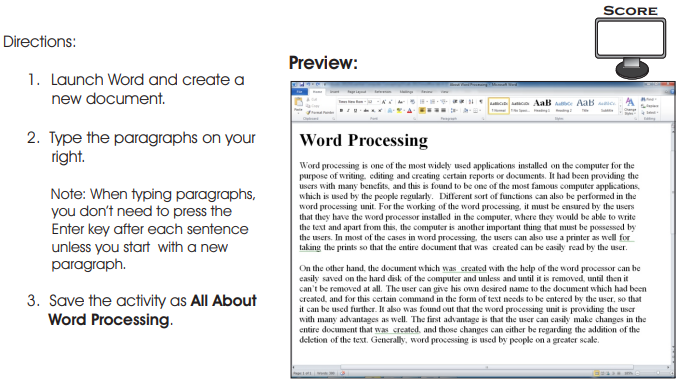 SCORE
Directions:
1. Launch Word and create a
new document.
2. Type the paragraphs on your
right.
Note: When typing paragraphs,
you don't need to press the
Enter key after each sentence
unless you start with a new
paragraph.
3. Save the activity as All About
Word Processing.
Preview:
Word Processing
Word processing is one of the most widely used applications installed on the computer for the
purpose of writing, editing and creating certain reports or documents. It had been providing the
users with many benefits, and this is found to be one of the most famous computer applications,
which is used by the people regularly. Different sort of functions can also be performed in the
word processing unit. For the working of the word processing, it must be ensured by the users
that they have the word processor installed in the computer, where they would be able to write
the text and apart from this, the computer is another important thing that must be possessed by
the users. In most of the cases in word processing, the users can also use a printer as well for
taking the prints so that the entire document that was created can be easily read by the user.
On the other hand, the document which was created with the help of the word processor can be
easily saved on the hard disk of the computer and unless and until it is removed, until then it
can't be removed at all. The user can give his own desired name to the document which had been
created, and for this certain command in the form of text needs to be entered by the user, so that
it can be used further. It also was found out that the word processing unit is providing the user
with many advantages as well. The first advantage is that the user can easily make changes in the
entire document that was created, and those changes can either be regarding the addition of the
deletion of the text. Generally, word processing is used by people on a greater scale.